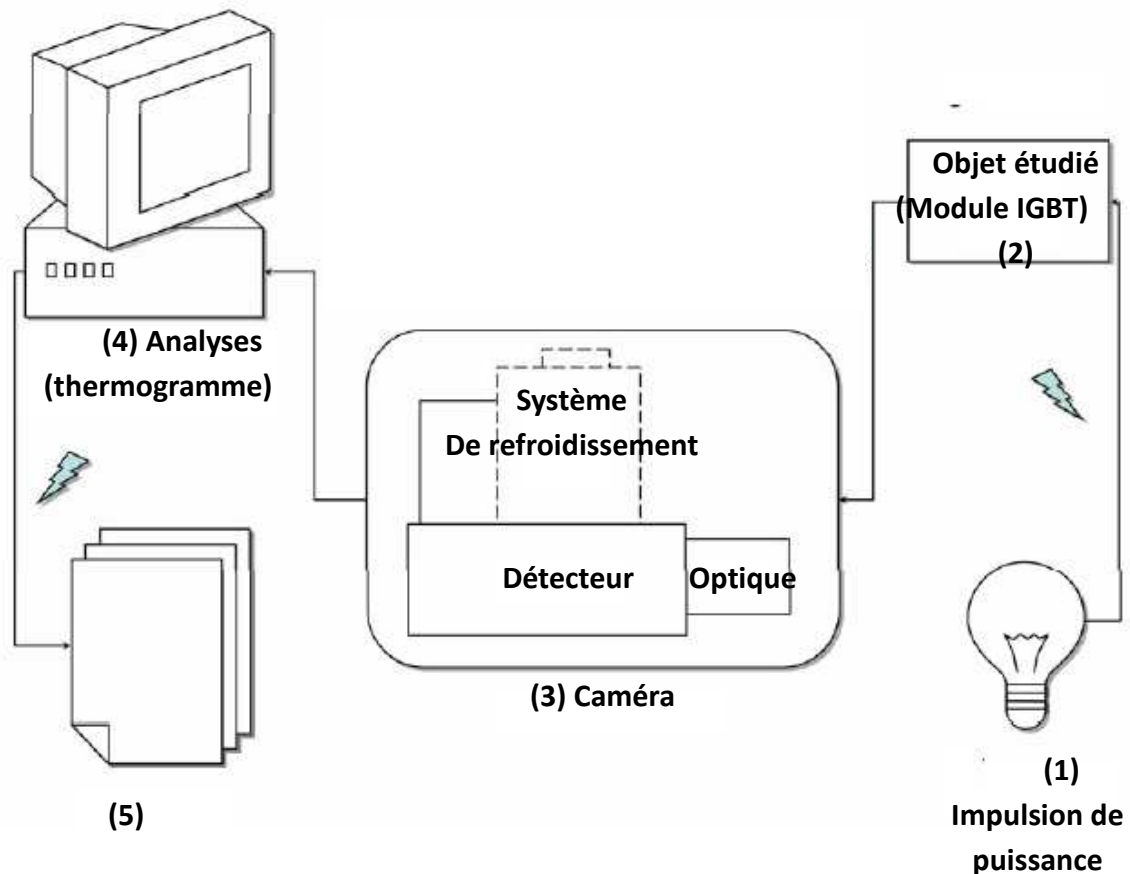 Objet étudié
(Module IGBT)
(2)
(4) Analyses
(thermogramme)
Système
De refroidissement
Détecteur
Optique
(3) Caméra
(5)
(1)
Impulsion de
puissance